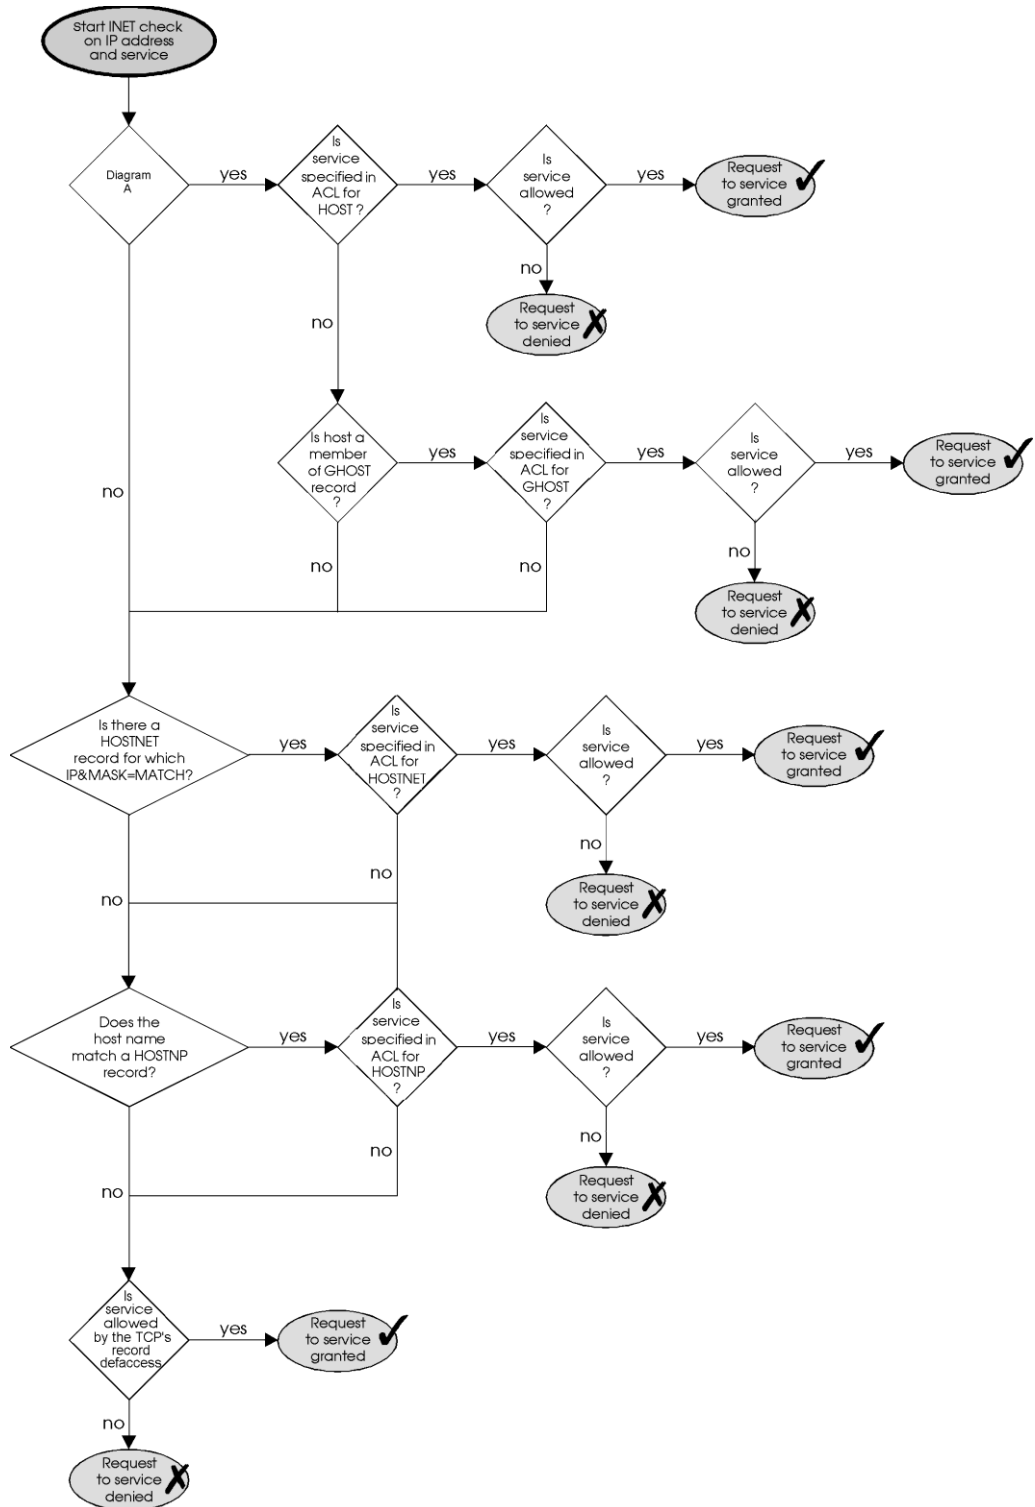 Start INET check
on IP address
and service
Diagram
A
yes
Is
service
specified in
ACL for
HOST ?
yes
Is
service
allowed
?
yes
Request
to service
granted
no
Request
to service
denied
no
no
Is host a
member
of GHOST
record
?
yes
Is
service
specified in
ACL for
GHOST
?
yes
Is
service
allowed
?
yes
Request
to service
granted
no
no
no
Request
to service
denied
Is there a
HOSTNET
record for which
IP&MASK=MATCH?
yes
Is
service
specified in
ACL for
HOSTNET
?
yes
Is
service
allowed
?
yes
Request
to service
granted
no
no
no
Request
to service
denied
Does the
host name
match a HOSTNP
record?
yes
Is
service
specified in
ACL for
HOSTNP
?
yes
Is
service
allowed
?
yes
Request
to service
granted
no
no
no
Request
to service
denied
Is
service
allowed
by the TCP's
record
defaccess
yes
Request
to service
granted
no
Request
to service
denied